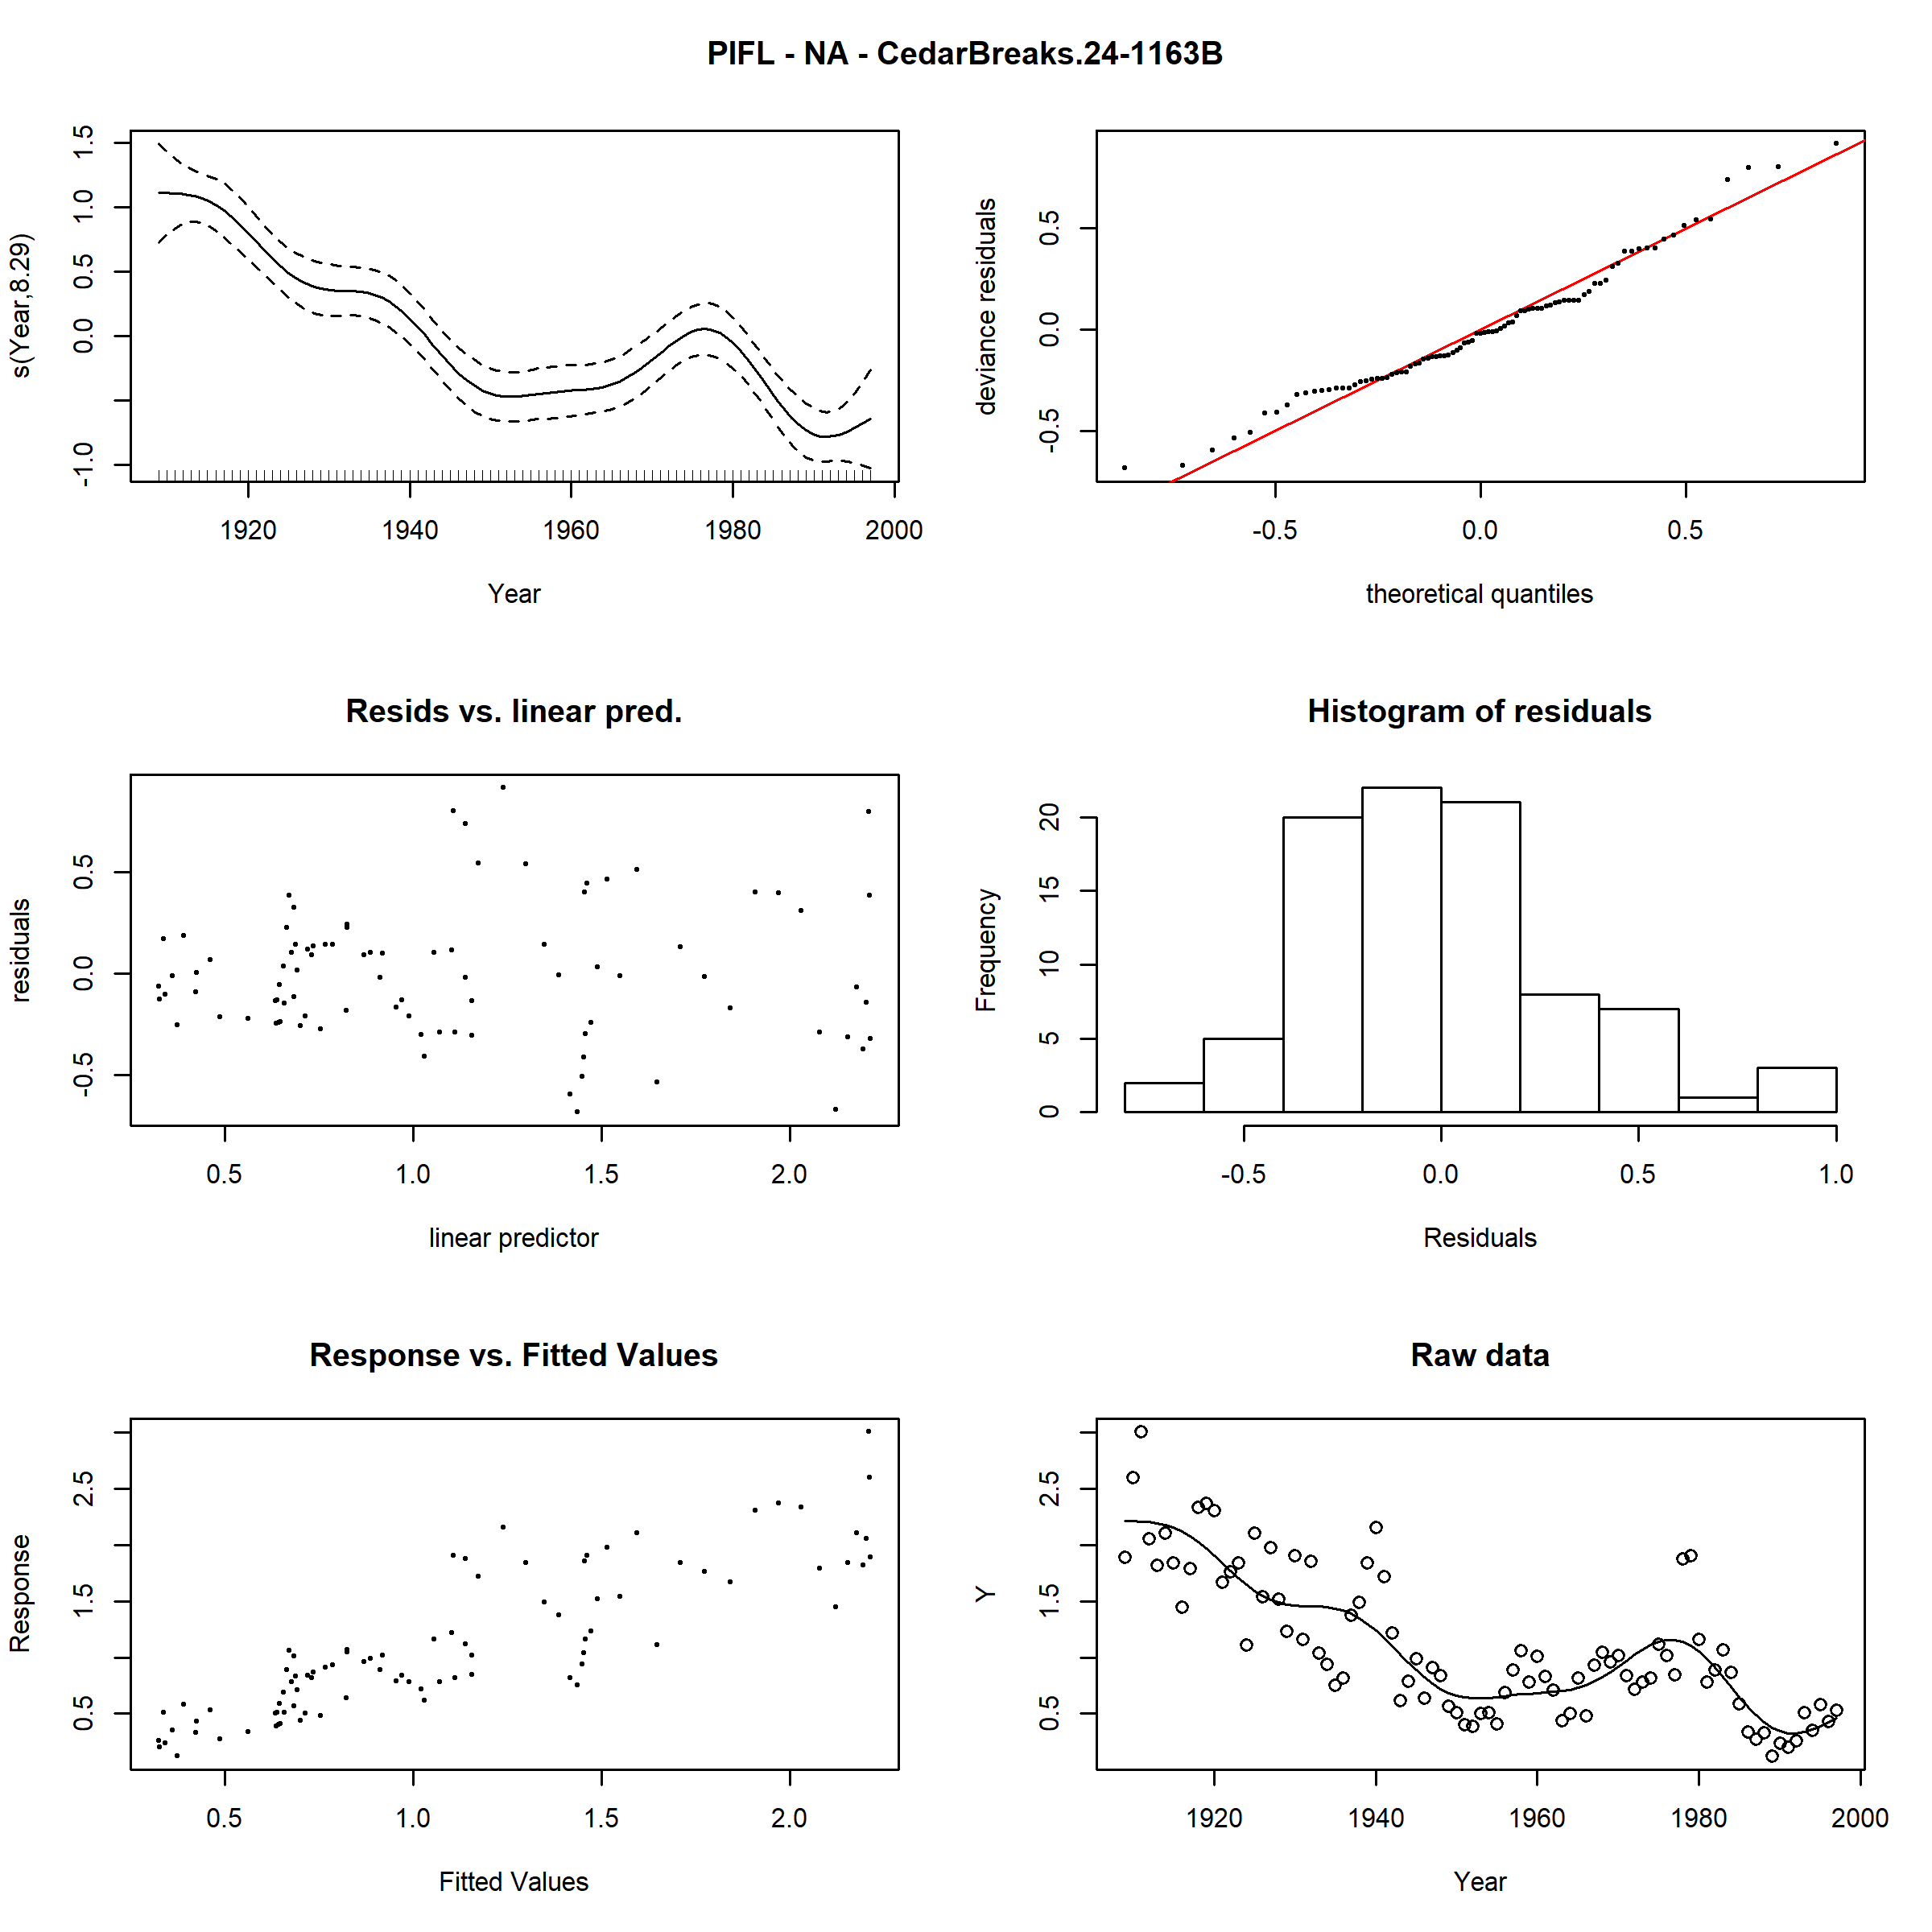 PIFL - NA - CedarBreaks.24-1163B
s(Year,8.29)
-1.0 0.0 0.5 1.0 1.5
1920 1940 1960 1980 2000
Year
deviance residuals
-0.5 0.0 0.5
-0.5 0.0 0.5
theoretical quantiles
Resids vs. linear pred.
residuals
-0.5 0.0 0.5
0.5 1.0 1.5 2.0
linear predictor
Histogram of residuals
Frequency
0 5 10 15 20
-0.5 0.0 0.5 1.0
Residuals
Response vs. Fitted Values
Response
0.5 1.5 2.5
0.5 1.0 1.5 2.0
Fitted Values
Raw data
Y
0.5 1.5 2.5
1920 1940 1960 1980 2000
Year